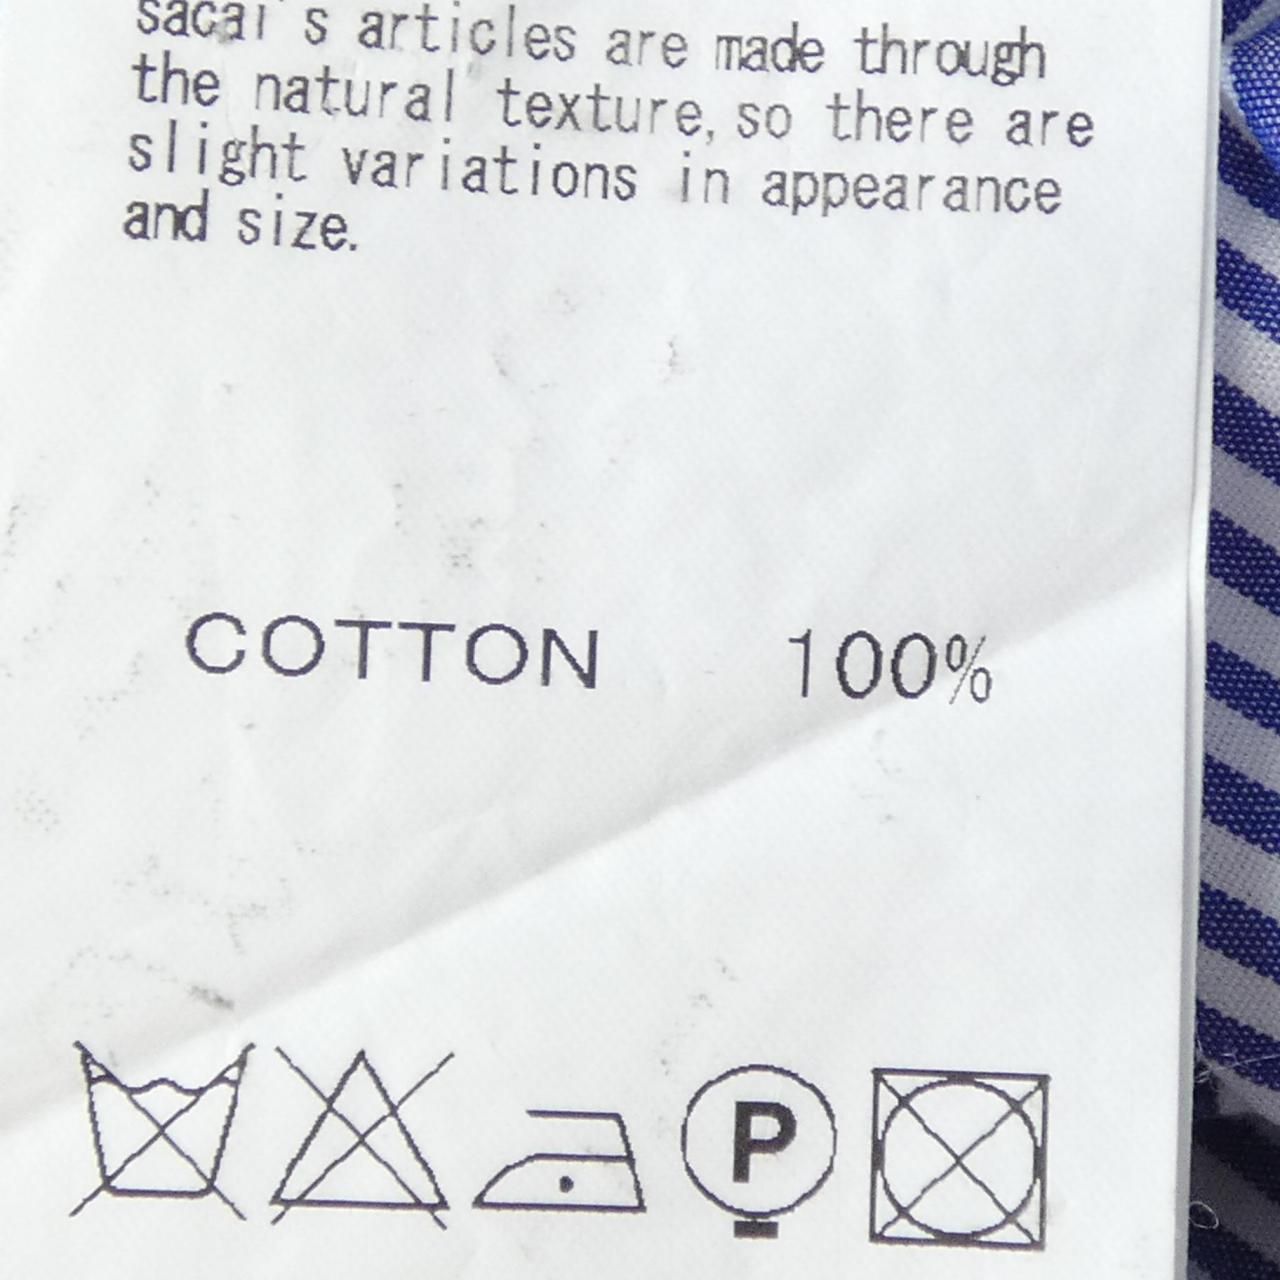 sacai's articles are made through
the natural texture, so there are
slight variations in appearance
and size.
COTTON 100%
P